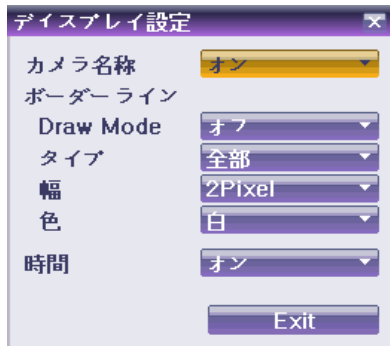 ディスプレイ設定
カメラ名称 オン
ボーダーライン
Draw Mode オフ
タイプ 全部
幅 2Pixel
色 白
時間 オン
Exit